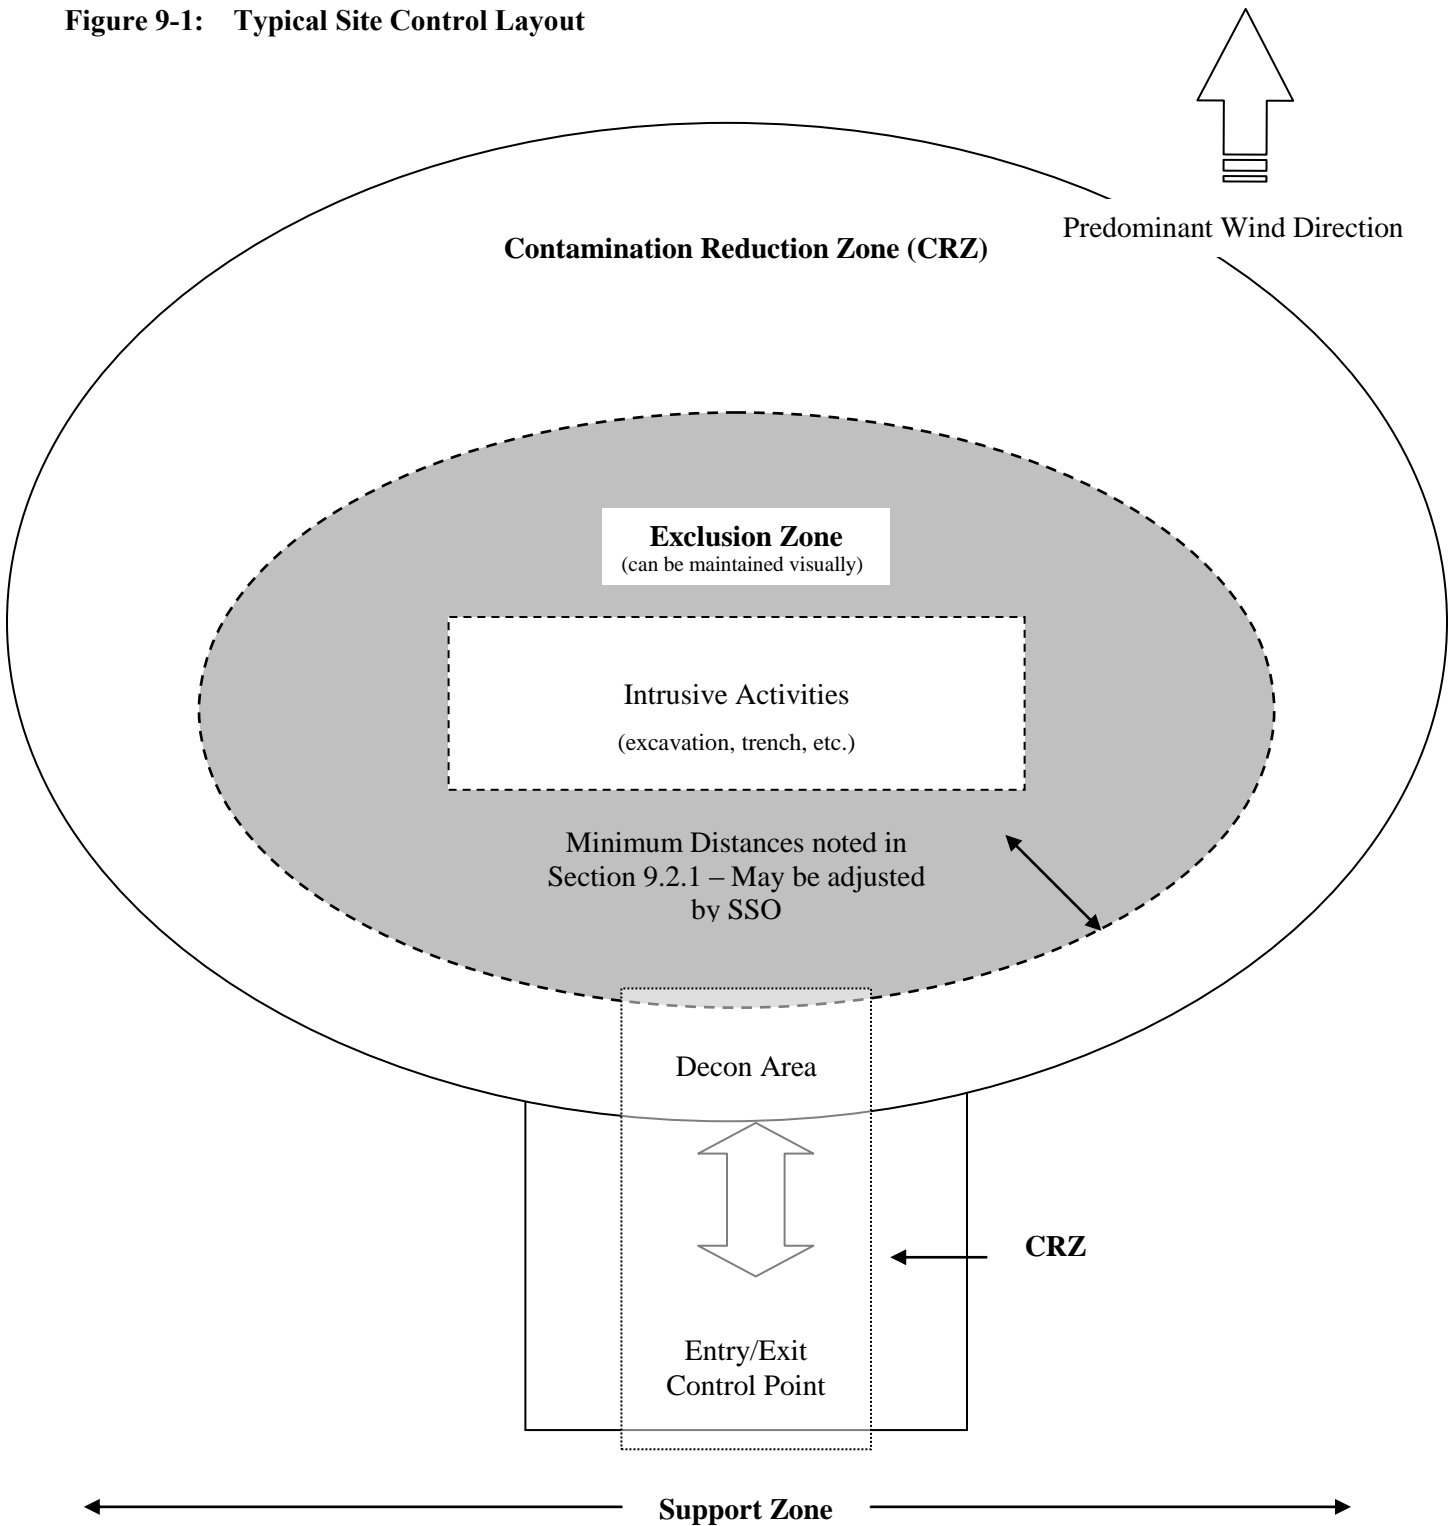 Figure 9-1: Typical Site Control Layout
Predominant Wind Direction
Contamination Reduction Zone (CRZ)
Exclusion Zone
(can be maintained visually)
Intrusive Activities
(excavation, trench, etc.)
Minimum Distances noted in
Section 9.2.1 – May be adjusted
by SSO
Decon Area
CRZ
Entry/Exit
Control Point
Support Zone